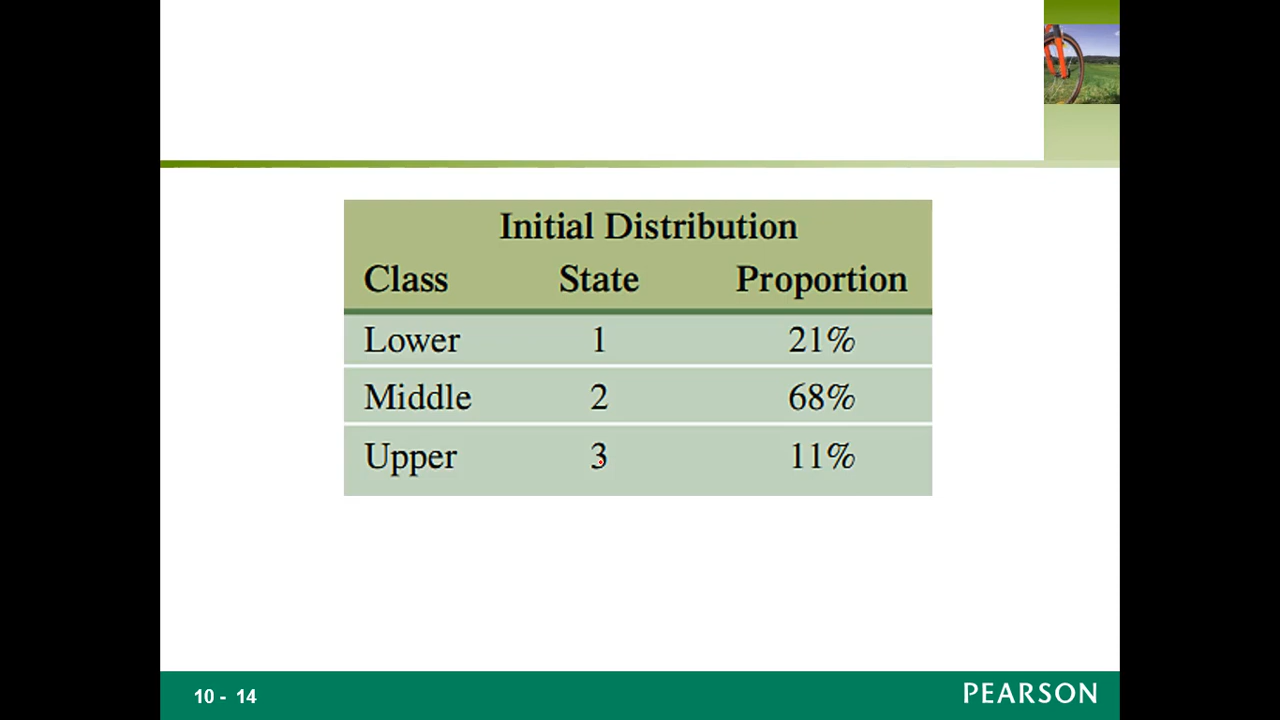 Initial Distribution
Class State Proportion
Lower 1 21%
Middle 2 68%
Upper 3 11%
10 - 14
PEARSON